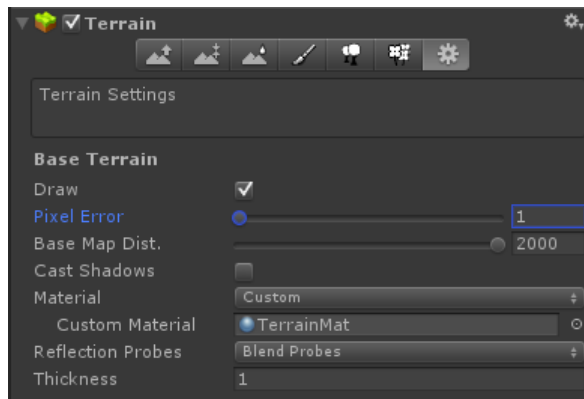 Terrain
Terrain Settings
Base Terrain
Draw
Pixel Error 1
Base Map Dist. 2000
Cast Shadows
Material Custom
Custom Material TerrainMat
Reflection Probes Blend Probes
Thickness 1